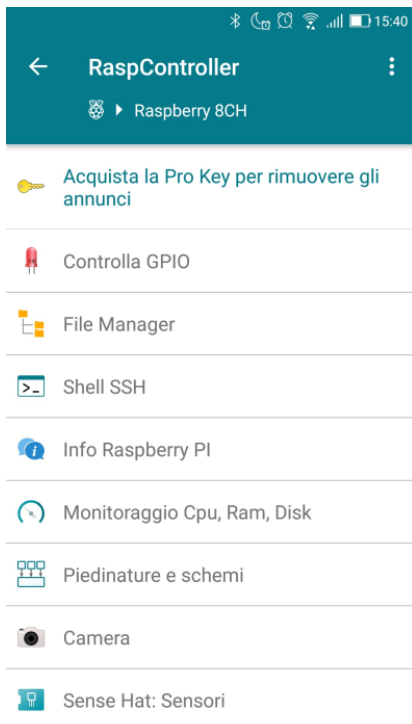 15:40
RaspController
Raspberry 8CH
Acquista la Pro Key per rimuovere gli
annunci
Controlla GPIO
File Manager
Shell SSH
Info Raspberry PI
Monitoraggio Cpu, Ram, Disk
Piedinature e schemi
Camera
Sense Hat: Sensori